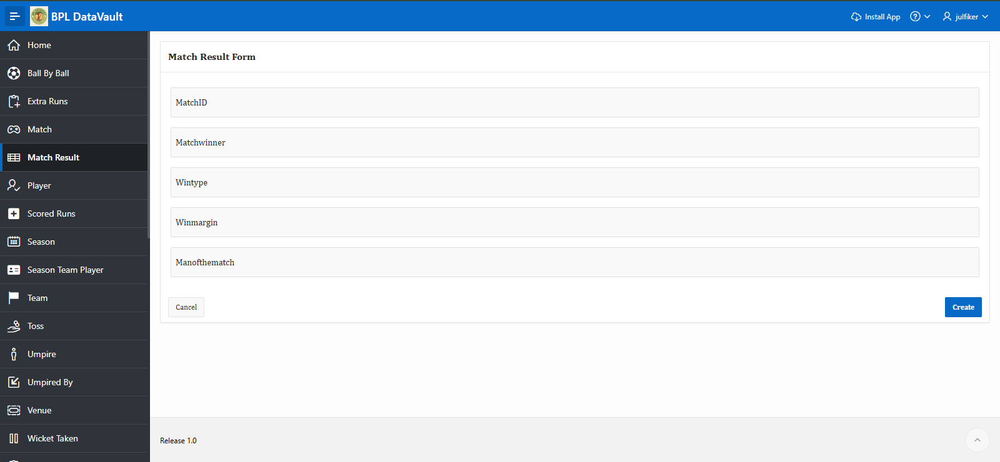 BPL DataVault
Install App
julfiker
Home
Ball By Ball
Extra Runs
Match
Match Result
Player
Scored Runs
Season
Season Team Player
Team
Toss
Umpire
Umpired By
Venue
Wicket Taken
Match Result Form
MatchID
Matchwinner
Wintype
Winmargin
Manofthematch
Cancel
Create
Release 1.0